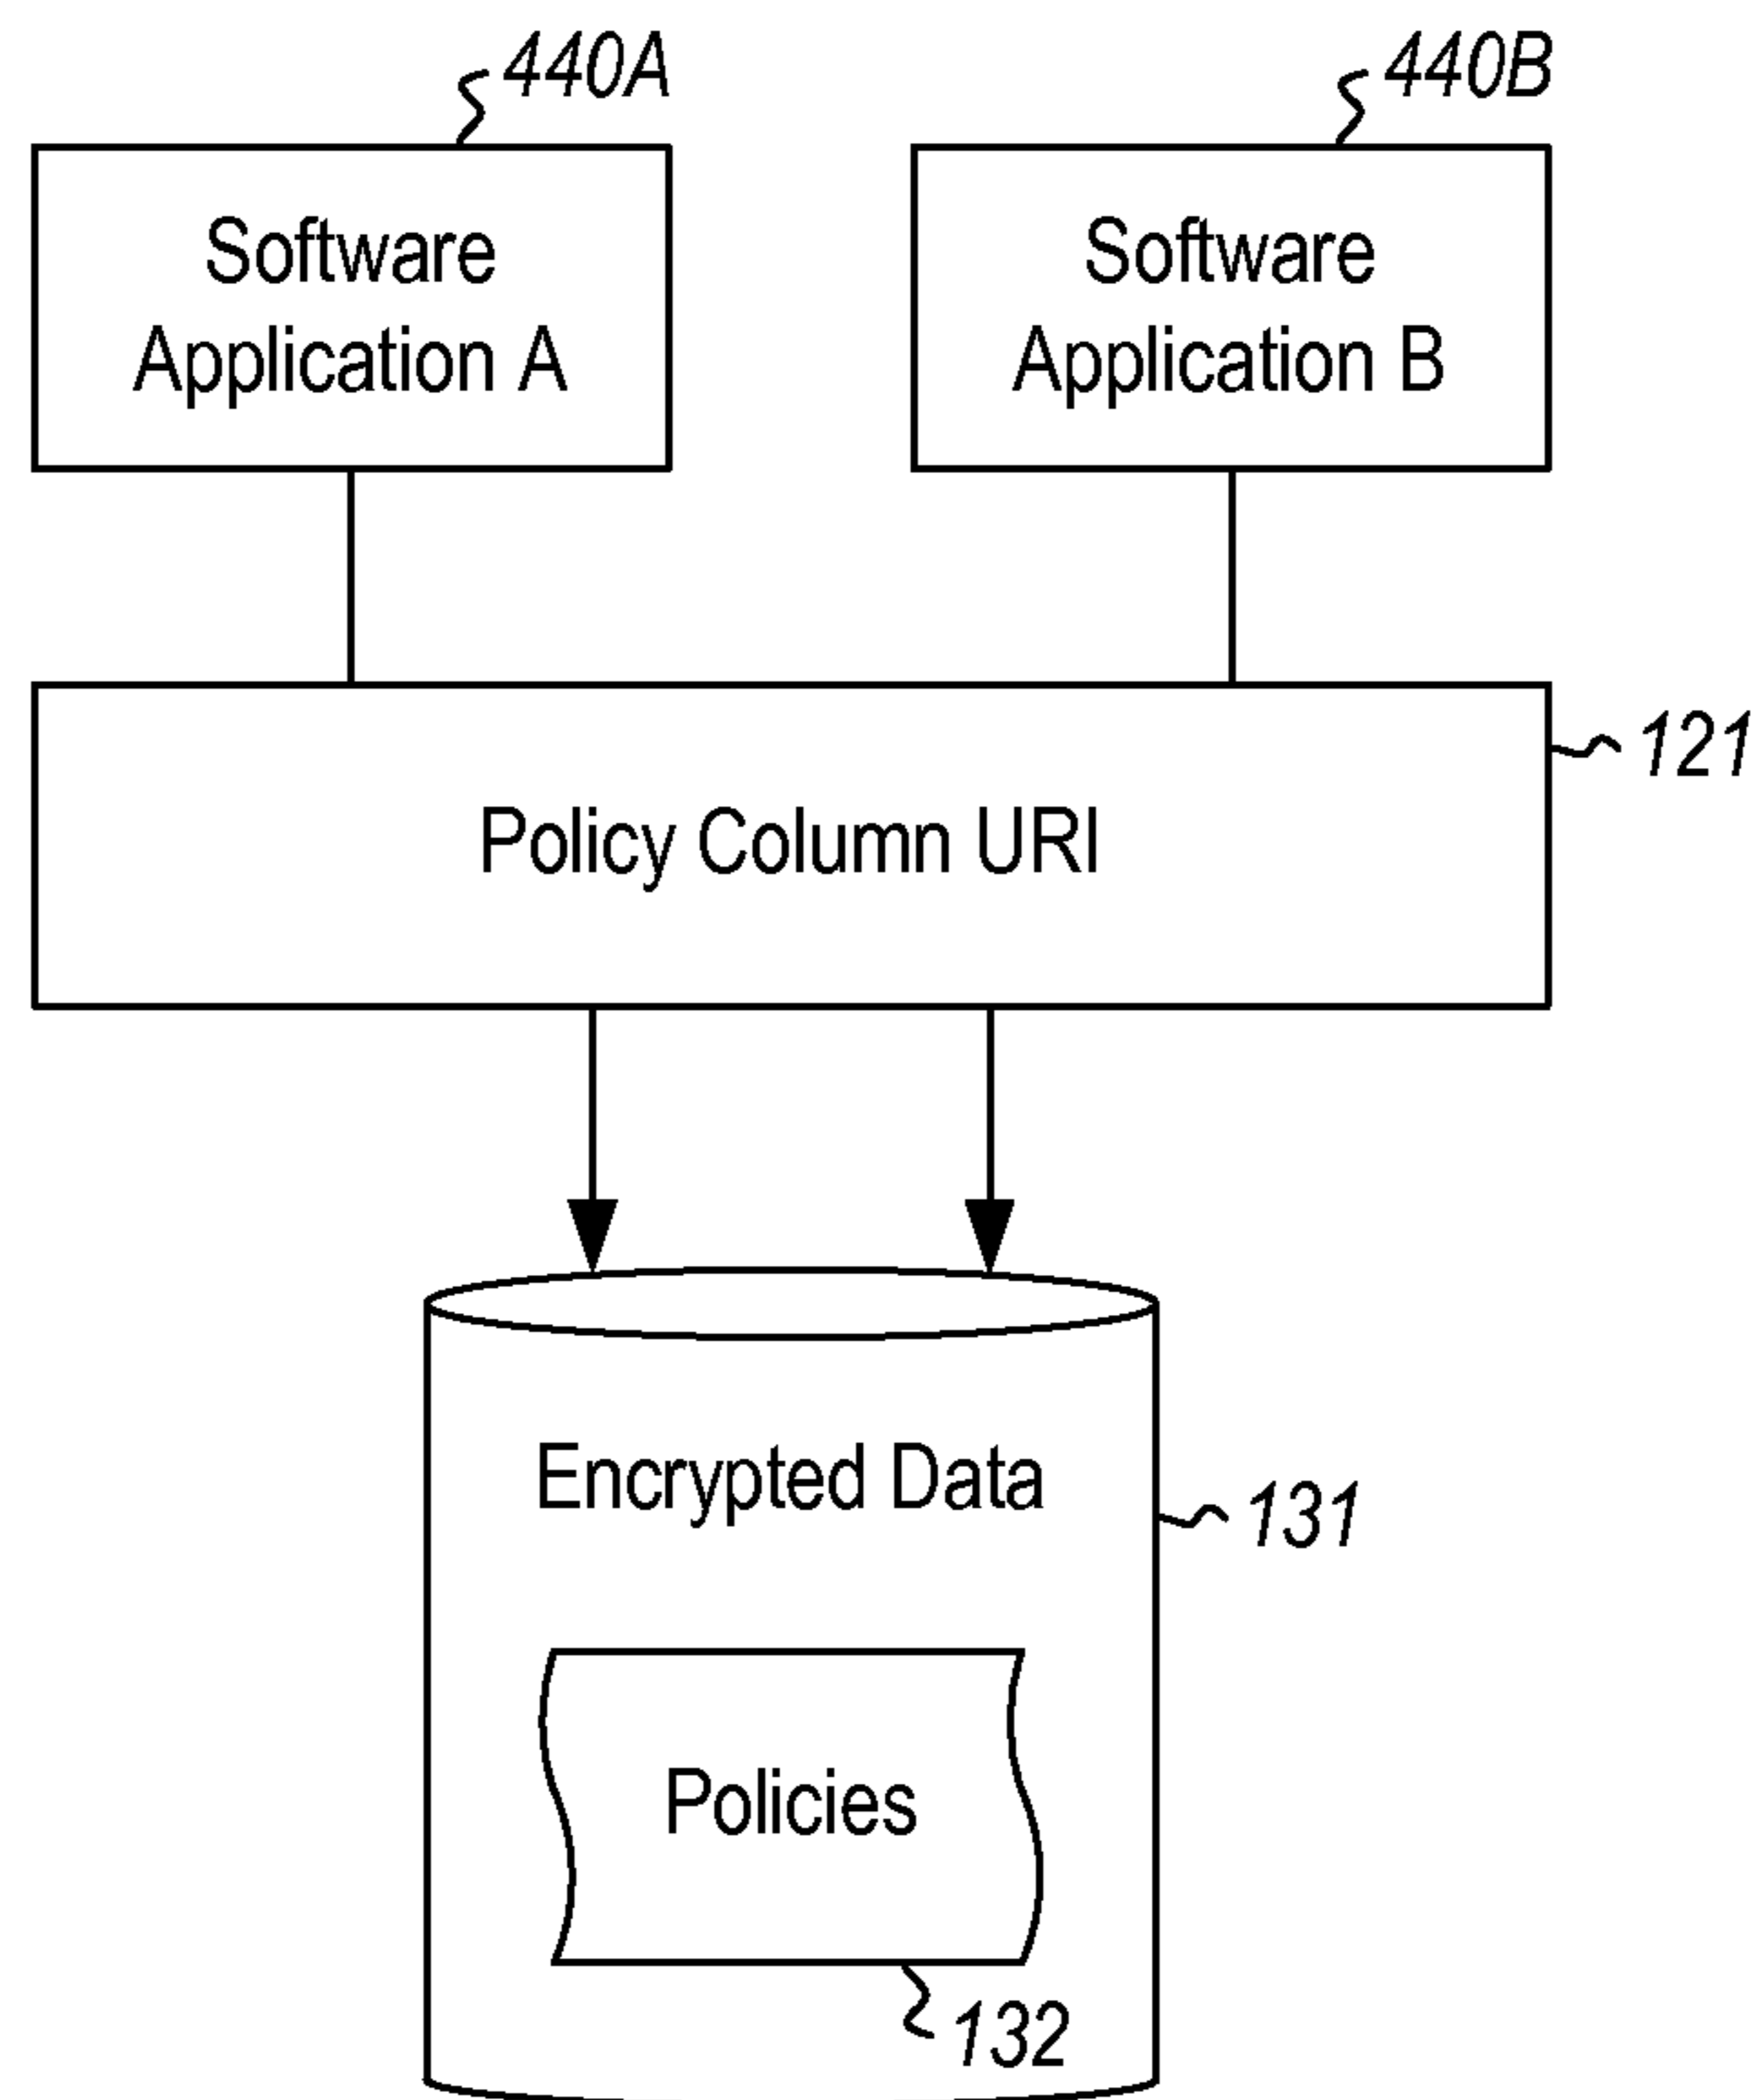 440A
440B
Software
Application A
Software
Application B
121
Policy Column URI
Encrypted Data
131
Policies
132